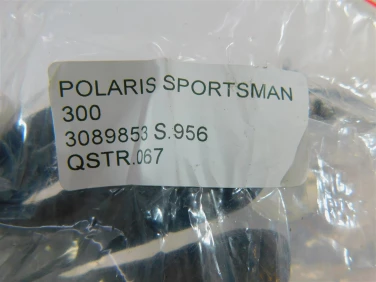 POLARIS SPORTSMAN
300
3089853 S.956
QSTR.067